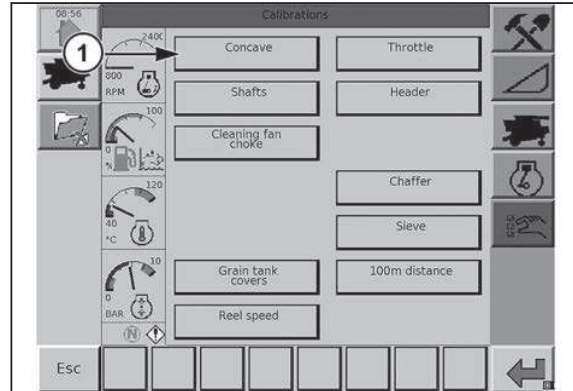 08:56
Calibrations
1
2400
800
RPM
Concave
Throttle
Shafts
Header
100
0
%
Cleaning fan
choke
120
40
°C
Chaffer
Sieve
10
0
BAR
Grain tank
covers
100m distance
Reel speed
N
Esc